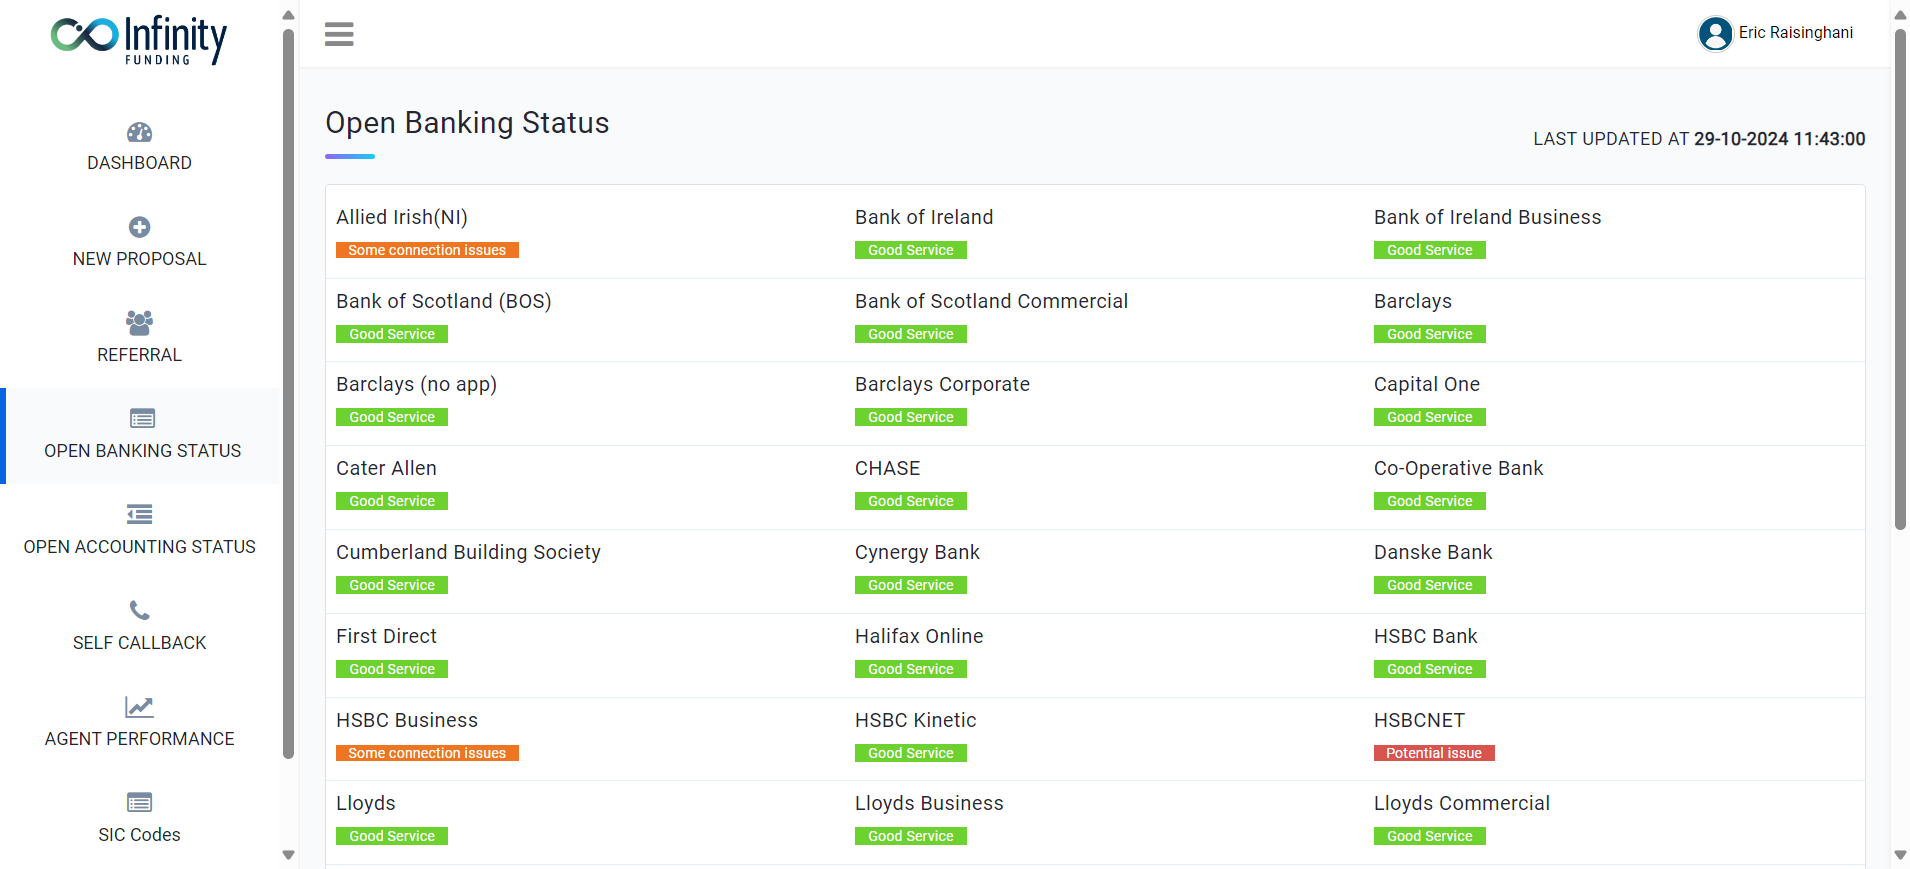 Infinity
FUNDING
Eric Raisinghani
DASHBOARD
NEW PROPOSAL
REFERRAL
OPEN BANKING STATUS
OPEN ACCOUNTING STATUS
SELF CALLBACK
AGENT PERFORMANCE
SIC Codes
Open Banking Status
LAST UPDATED AT 29-10-2024 11:43:00
Allied Irish(NI)
Some connection issues
Bank of Ireland
Good Service
Bank of Ireland Business
Good Service
Bank of Scotland (BOS)
Good Service
Bank of Scotland Commercial
Good Service
Barclays
Good Service
Barclays (no app)
Good Service
Barclays Corporate
Good Service
Capital One
Good Service
Cater Allen
Good Service
CHASE
Good Service
Co-Operative Bank
Good Service
Cumberland Building Society
Good Service
Cynergy Bank
Good Service
Danske Bank
Good Service
First Direct
Good Service
Halifax Online
Good Service
HSBC Bank
Good Service
HSBC Business
Some connection issues
HSBC Kinetic
Good Service
HSBCNET
Potential issue
Lloyds
Good Service
Lloyds Business
Good Service
Lloyds Commercial
Good Service